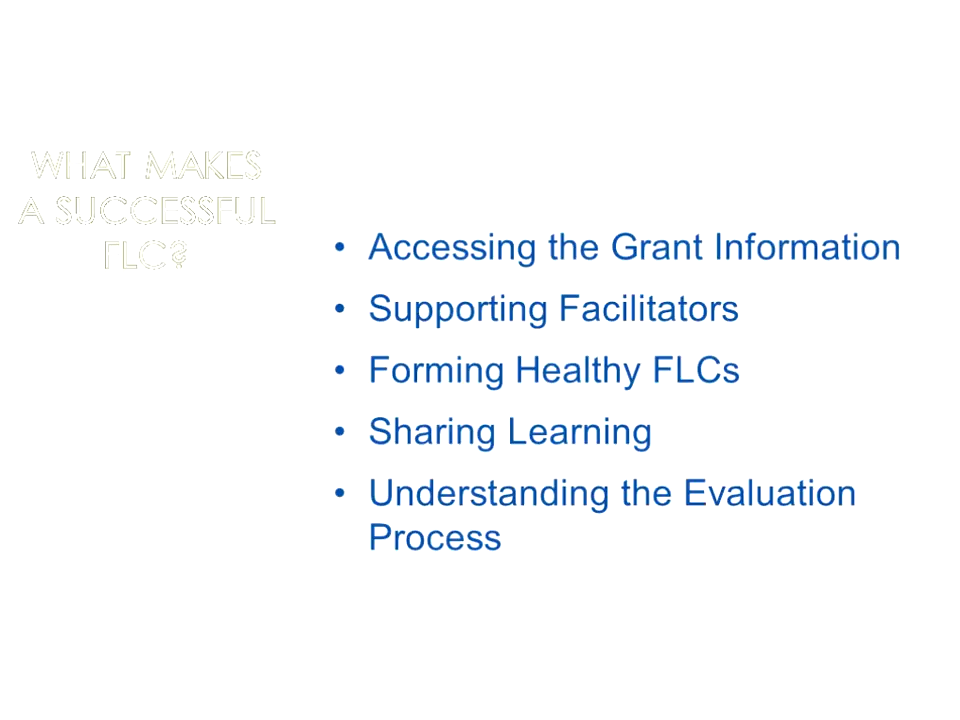 WHAT MAKES
A SUCCESSFUL
FLC?
• Accessing the Grant Information
• Supporting Facilitators
• Forming Healthy FLCs
• Sharing Learning
• Understanding the Evaluation
Process